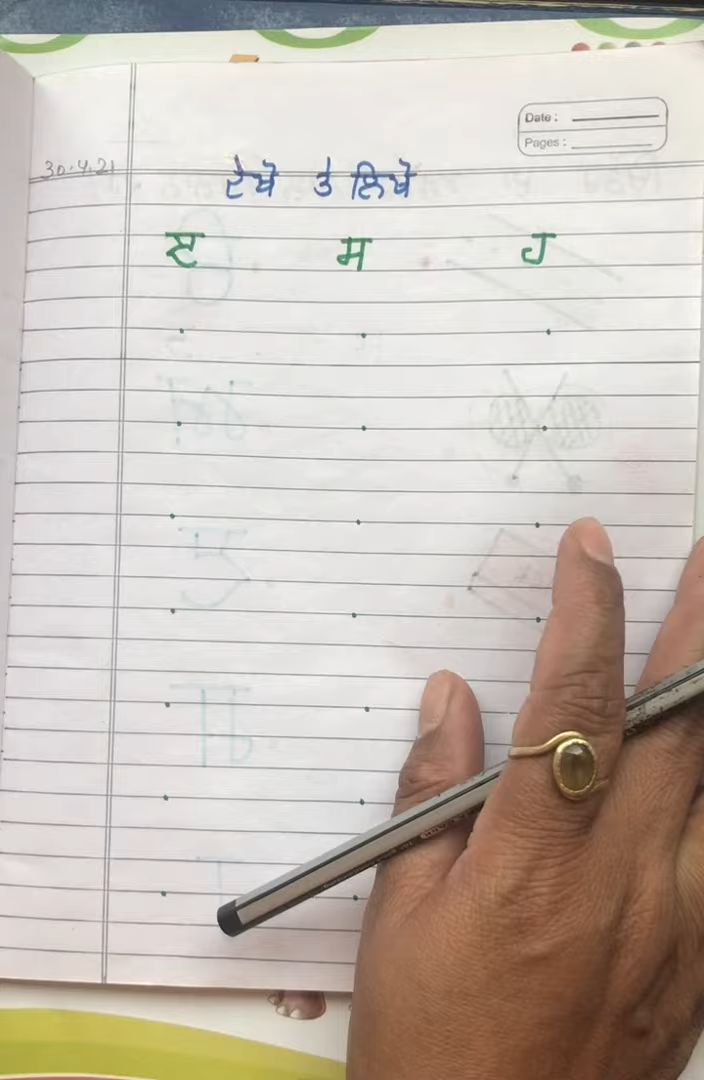 Date :
Pages :
30.4.21
ਦੇਖੋ ਤੇ ਲਿਖੋ
ੲ ਸ ਹ